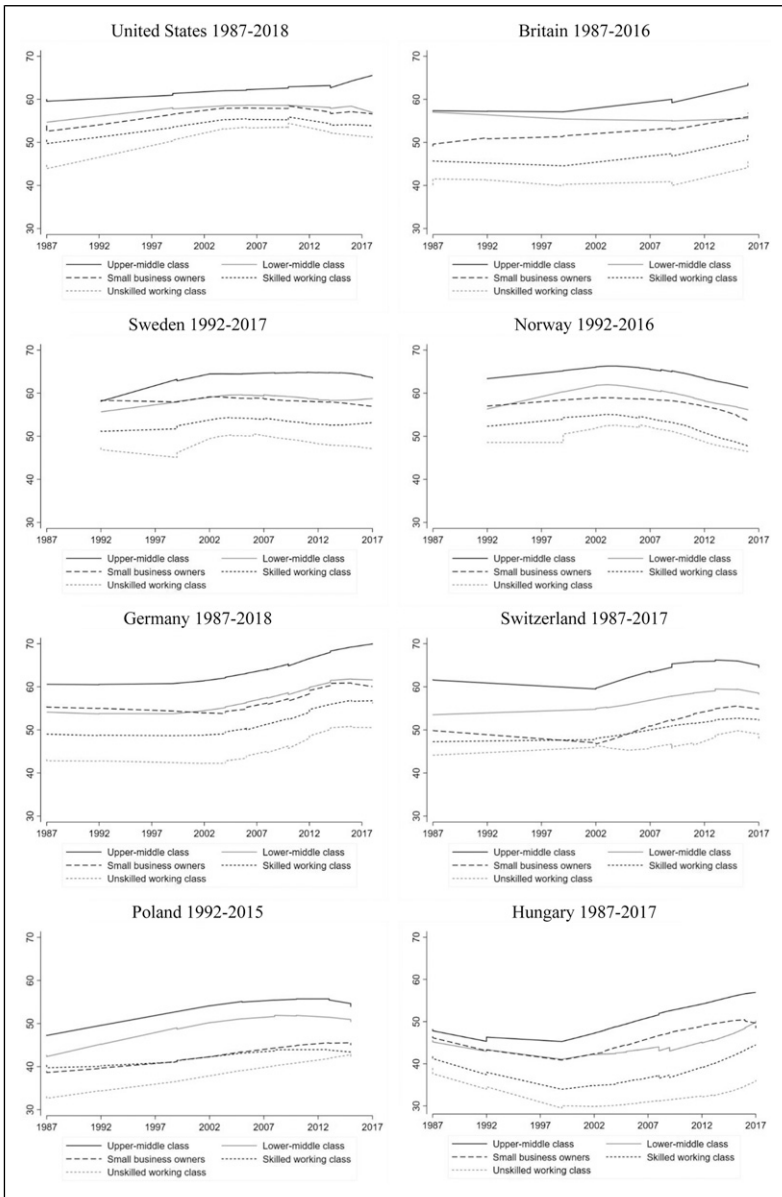 United States 1987-2018
70
60
50
40
30
1987 1992 1997 2002 2007 2012 2017
Upper-middle class Lower-middle class
Small business owners Skilled working class
Unskilled working class
Britain 1987-2016
70
60
50
40
30
1987 1992 1997 2002 2007 2012 2017
Upper-middle class Lower-middle class
Small business owners Skilled working class
Unskilled working class
Sweden 1992-2017
70
60
50
40
30
1987 1992 1997 2002 2007 2012 2017
Upper-middle class Lower-middle class
Small business owners Skilled working class
Unskilled working class
Norway 1992-2016
70
60
50
40
30
1987 1992 1997 2002 2007 2012 2017
Upper-middle class Lower-middle class
Small business owners Skilled working class
Unskilled working class
Germany 1987-2018
70
60
50
40
30
1987 1992 1997 2002 2007 2012 2017
Upper-middle class Lower-middle class
Small business owners Skilled working class
Unskilled working class
Switzerland 1987-2017
70
60
50
40
30
1987 1992 1997 2002 2007 2012 2017
Upper-middle class Lower-middle class
Small business owners Skilled working class
Unskilled working class
Poland 1992-2015
70
60
50
40
30
1987 1992 1997 2002 2007 2012 2017
Upper-middle class Lower-middle class
Small business owners Skilled working class
Unskilled working class
Hungary 1987-2017
70
60
50
40
30
1987 1992 1997 2002 2007 2012 2017
Upper-middle class Lower-middle class
Small business owners Skilled working class
Unskilled working class